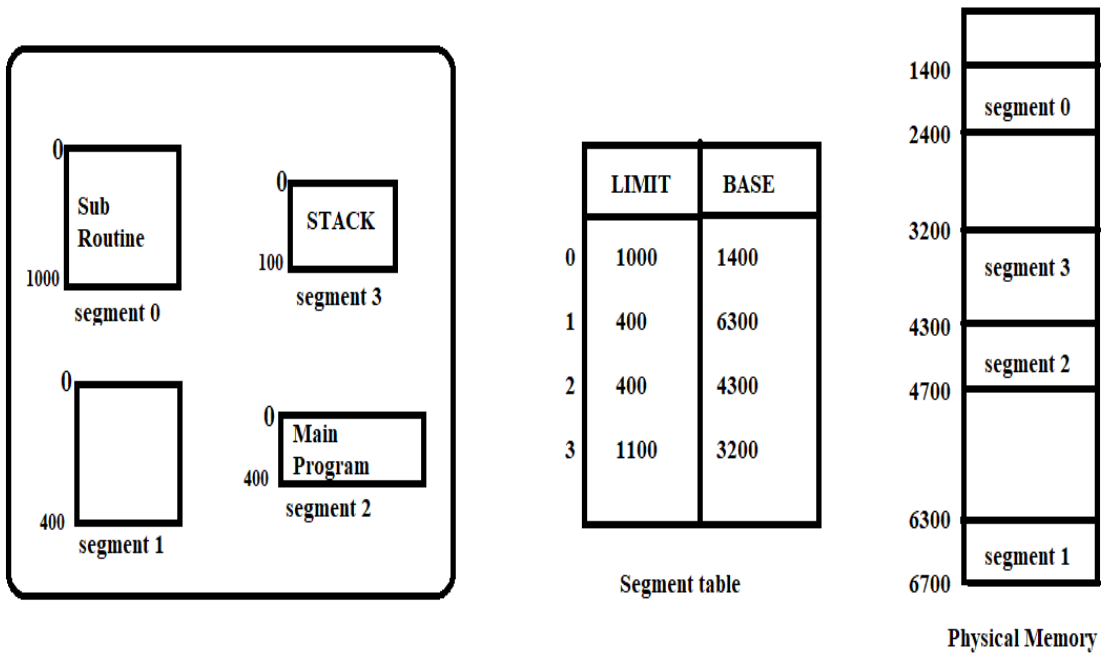 0
Sub
Routine
1000
segment 0
0
STACK
100
segment 3
0
400
segment 1
0
Main
Program
400
segment 2
LIMIT BASE
0 1000 1400
1 400 6300
2 400 4300
3 1100 3200
Segment table
1400
segment 0
2400
3200
segment 3
4300
segment 2
4700
6300
segment 1
6700
Physical Memory